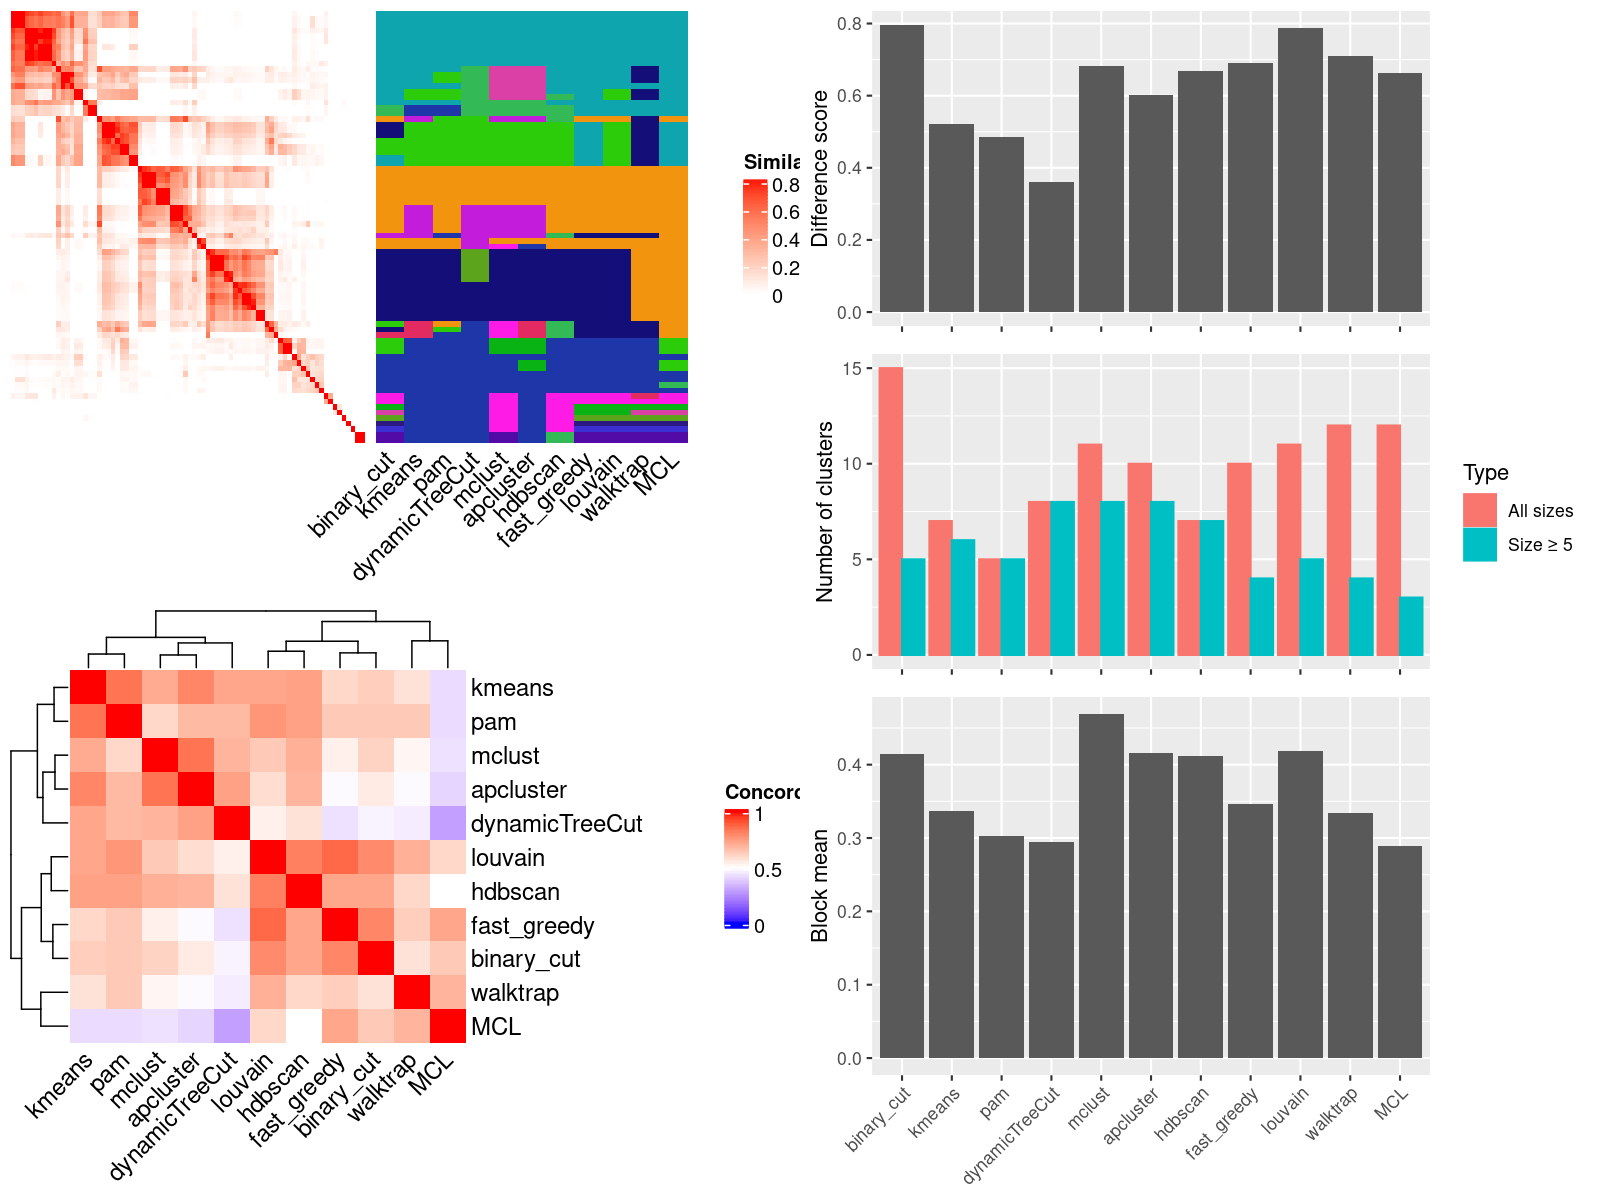 Simila
0.8
0.6
0.4
0.2
0
binary_cut
kmeans
pam
dynamicTreeCut
mclust
apcluster
hdbscan
fast_greedy
louvain
walktrap
MCL
kmeans
pam
mclust
apcluster
dynamicTreeCut
louvain
hdbscan
fast_greedy
binary_cut
walktrap
MCL
kmeans
pam
mclust
apcluster
dynamicTreeCut
louvain
hdbscan
fast_greedy
binary_cut
walktrap
MCL
Concord
1
0.5
0
Difference score
0.8
0.6
0.4
0.2
0.0
Number of clusters
15
10
5
0
Type
All sizes
Size ≥ 5
Block mean
0.4
0.3
0.2
0.1
0.0
binary_cut
kmeans
pam
dynamicTreeCut
mclust
apcluster
hdbscan
fast_greedy
louvain
walktrap
MCL